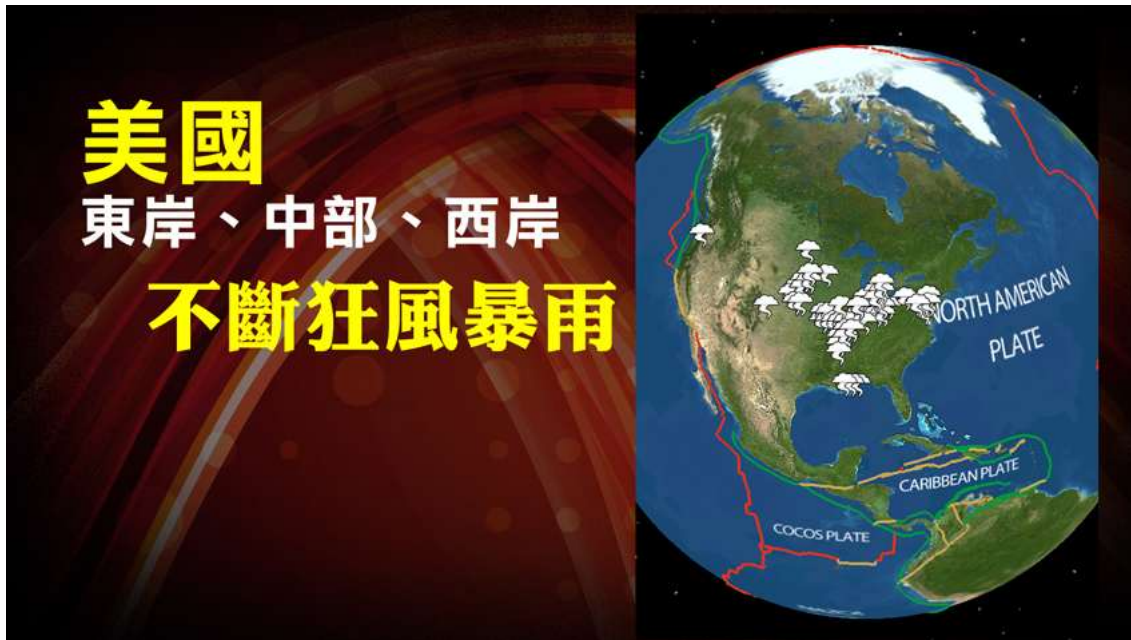 美國
東岸、中部、西岸
不斷狂風暴雨
NORTH AMERICAN
PLATE
CARIBBEAN PLATE
COCOS PLATE